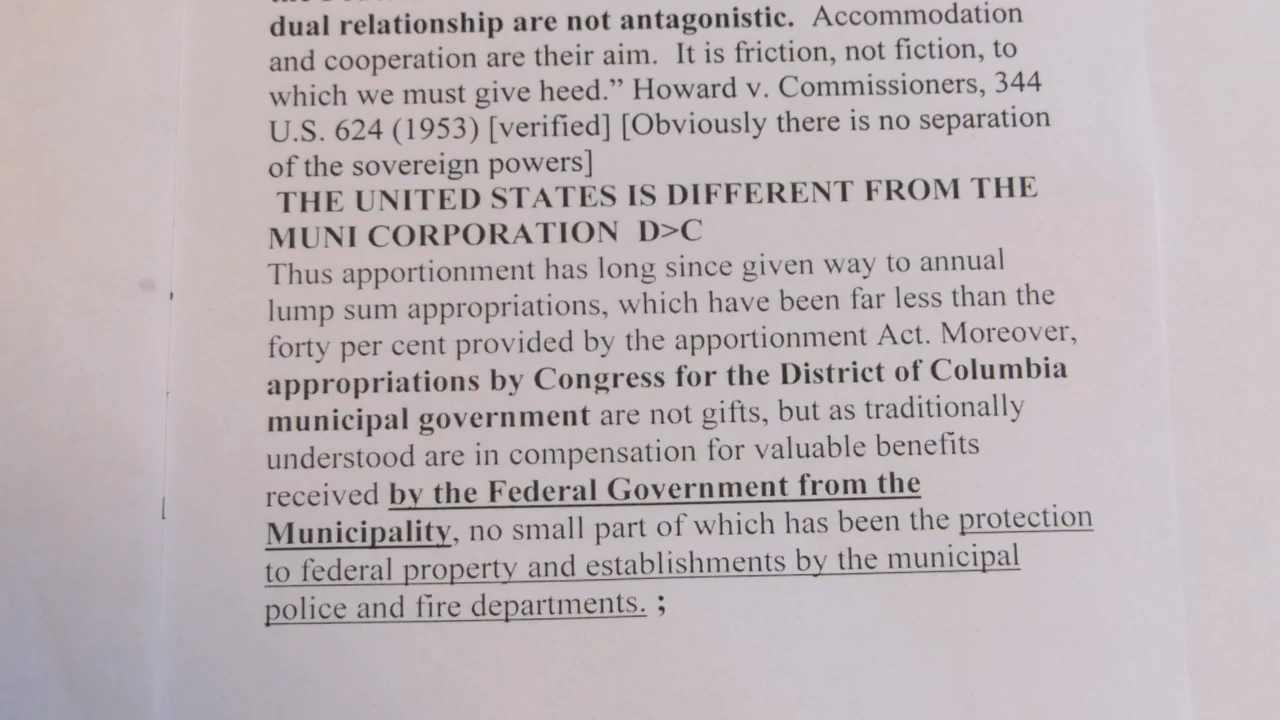 dual relationship are not antagonistic.  Accommodation
and cooperation are their aim.  It is friction, not fiction, to
which we must give heed.” Howard v. Commissioners, 344
U.S. 624 (1953) [verified] [Obviously there is no separation
of the sovereign powers]
THE UNITED STATES IS DIFFERENT FROM THE
MUNI CORPORATION  D>C
Thus apportionment has long since given way to annual
lump sum appropriations, which have been far less than the
forty per cent provided by the apportionment Act. Moreover,
appropriations by Congress for the District of Columbia
municipal government are not gifts, but as traditionally
understood are in compensation for valuable benefits
received by the Federal Government from the
Municipality, no small part of which has been the protection
to federal property and establishments by the municipal
police and fire departments. ;